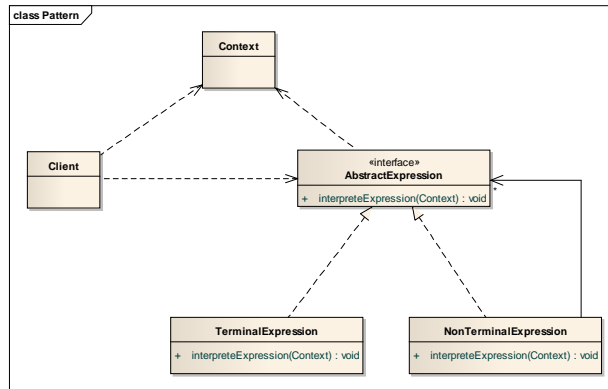 class Pattern
Context
Client
«interface»
AbstractExpression
+ interpreteExpression(Context) : void
*
TerminalExpression
+ interpreteExpression(Context) : void
NonTerminalExpression
+ interpreteExpression(Context) : void